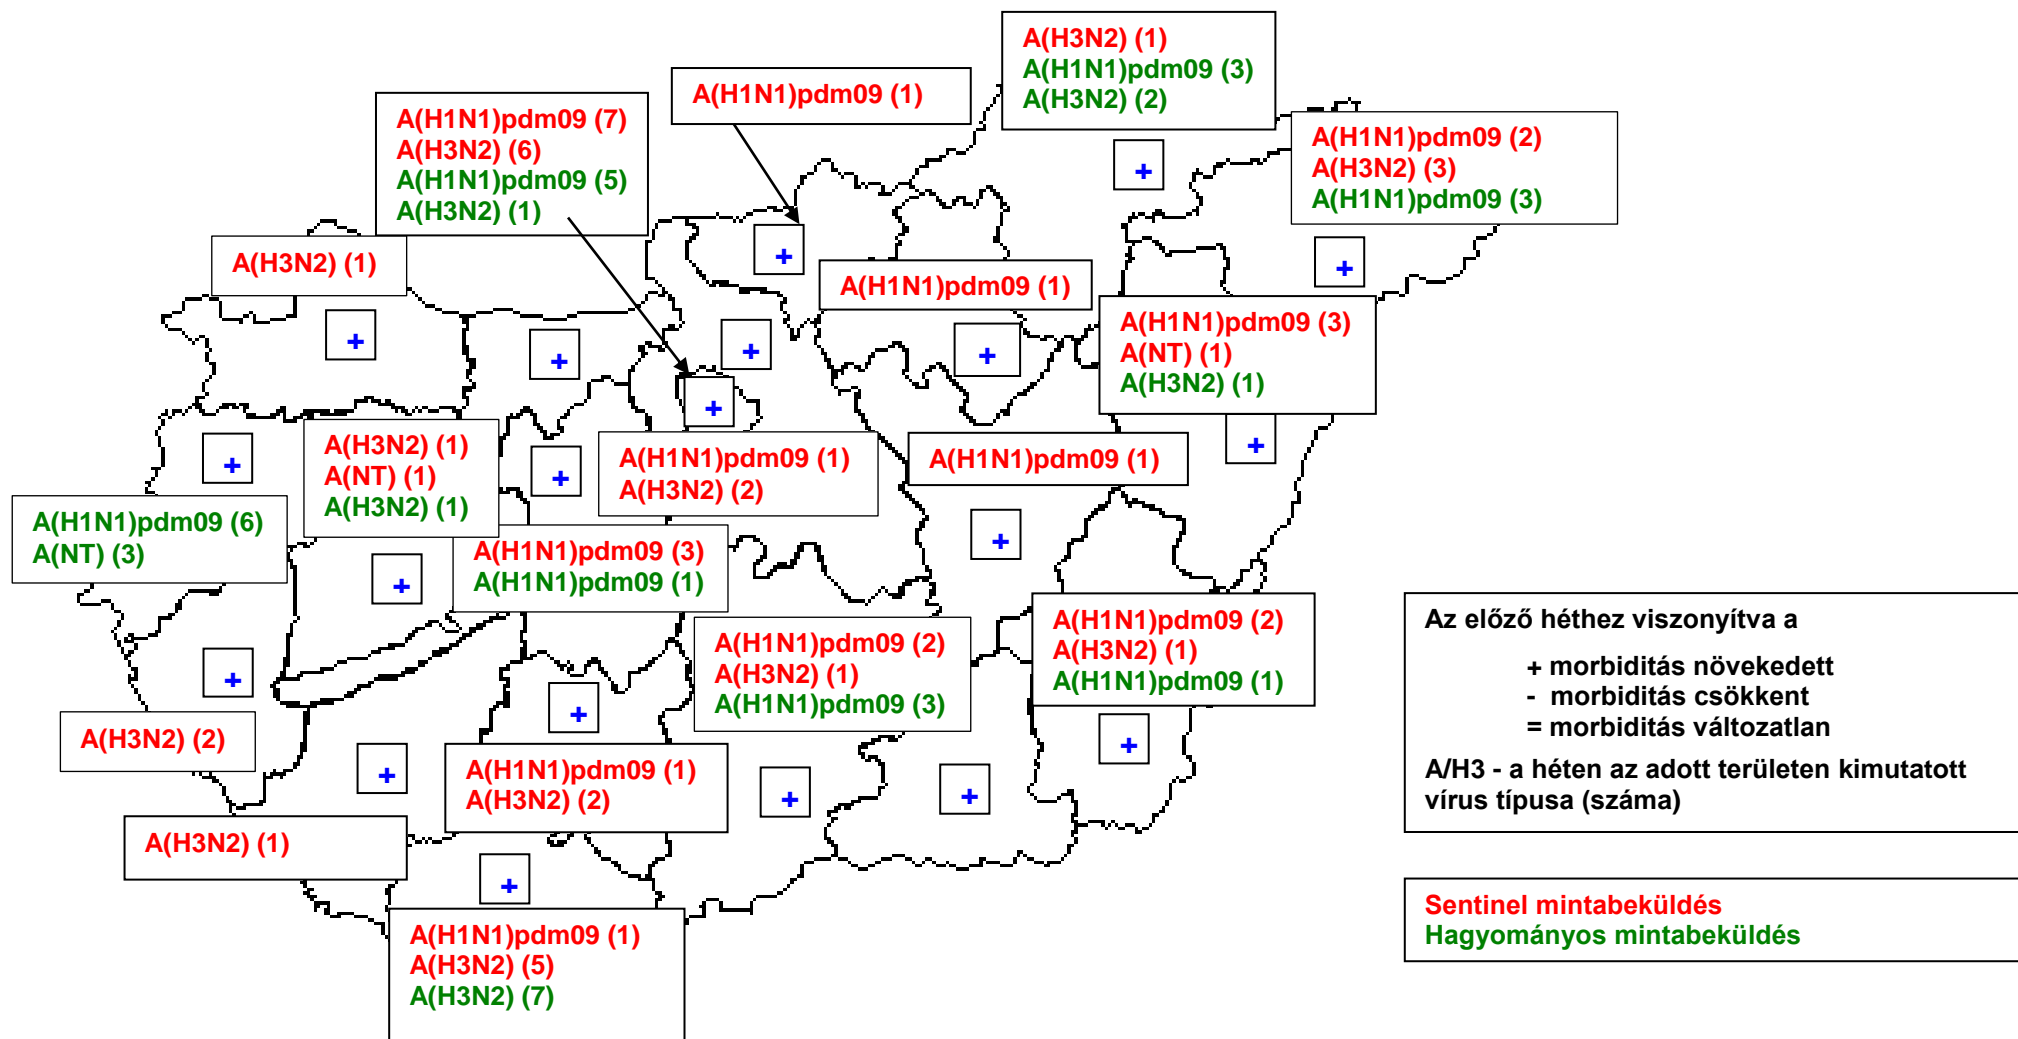 A(H3N2) (1)
A(H1N1)pdm09 (3)
A(H3N2) (2)
A(H1N1)pdm09 (1)
A(H1N1)pdm09 (7)
A(H3N2) (6)
A(H1N1)pdm09 (5)
A(H3N2) (1)
A(H1N1)pdm09 (2)
A(H3N2) (3)
A(H1N1)pdm09 (3)
+
+
+
A(H3N2) (1)
A(H1N1)pdm09 (1)
A(H1N1)pdm09 (3)
A(NT) (1)
A(H3N2) (1)
+
+
+
+
+
+
A(H3N2) (1)
A(NT) (1)
A(H3N2) (1)
A(H1N1)pdm09 (1)
A(H3N2) (2)
A(H1N1)pdm09 (1)
+
+
+
A(H1N1)pdm09 (6)
A(NT) (3)
A(H1N1)pdm09 (3)
A(H1N1)pdm09 (1)
+
+
A(H1N1)pdm09 (2)
A(H3N2) (1)
A(H1N1)pdm09 (3)
A(H1N1)pdm09 (2)
A(H3N2) (1)
A(H1N1)pdm09 (1)
+
+
+
A(H3N2) (2)
A(H1N1)pdm09 (1)
A(H3N2) (2)
+
+
+
A(H3N2) (1)
+
A(H1N1)pdm09 (1)
A(H3N2) (5)
A(H3N2) (7)
Az előző héthez viszonyítva a
+ morbiditás növekedett
- morbiditás csökkent
= morbiditás változatlan
A/H3 - a héten az adott területen kimutatott
vírus típusa (száma)
Sentinel mintabeküldés
Hagyományos mintabeküldés